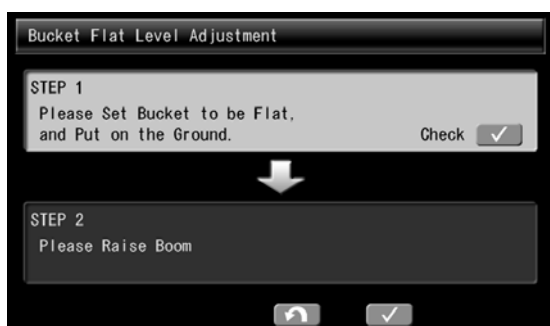 Bucket Flat Level Adjustment
STEP 1
Please Set Bucket to be Flat,
and Put on the Ground.
Check
STEP 2
Please Raise Boom